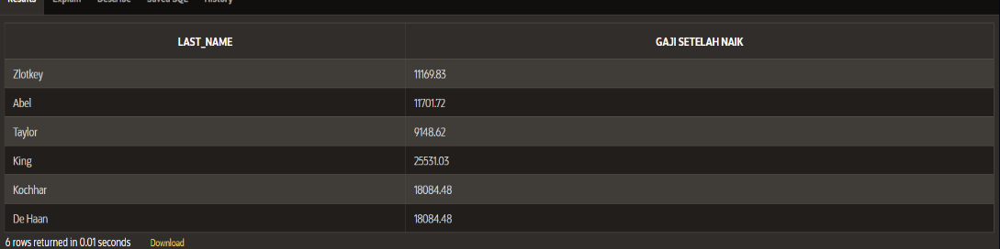 Results Explain Describe Saved SQL History
LAST_NAME GAJI SETELAH NAIK
Zlotkey 11169.83
Abel 11701.72
Taylor 9148.62
King 25531.03
Kochhar 18084.48
De Haan 18084.48
6 rows returned in 0.01 seconds Download